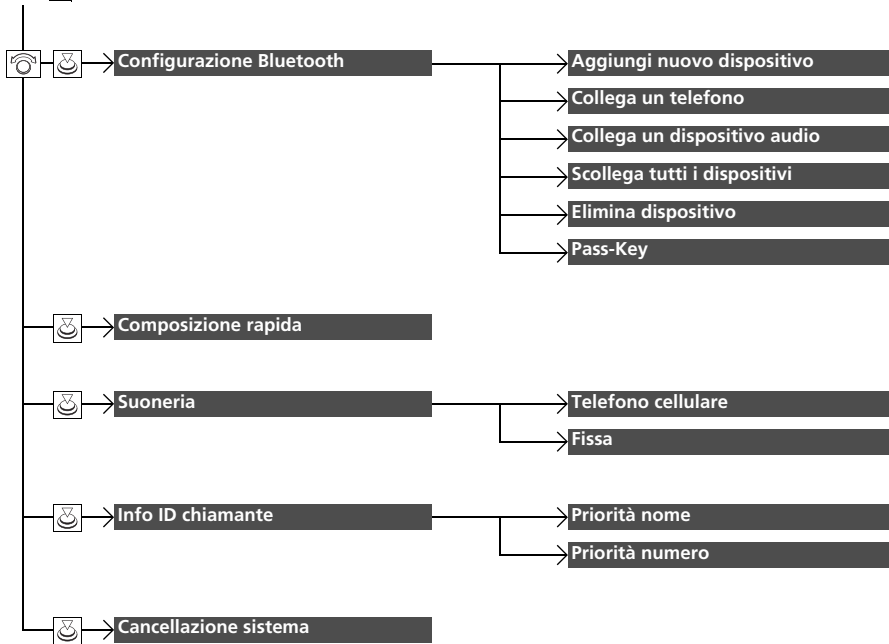 Configurazione Bluetooth
Aggiungi nuovo dispositivo
Collega un telefono
Collega un dispositivo audio
Scollega tutti i dispositivi
Elimina dispositivo
Pass-Key
Composizione rapida
Suoneria
Telefono cellulare
Fissa
Info ID chiamante
Priorità nome
Priorità numero
Cancellazione sistema